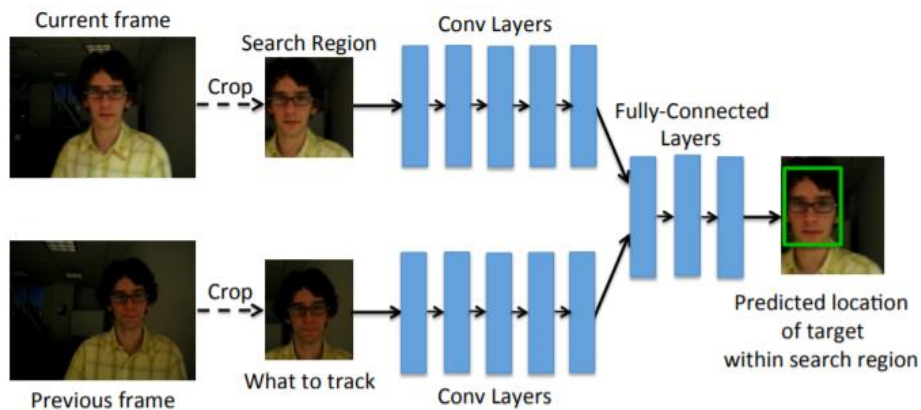 Current frame
Search Region
Conv Layers
Crop
Fully-Connected
Layers
Crop
Previous frame
What to track
Conv Layers
Predicted location
of target
within search region